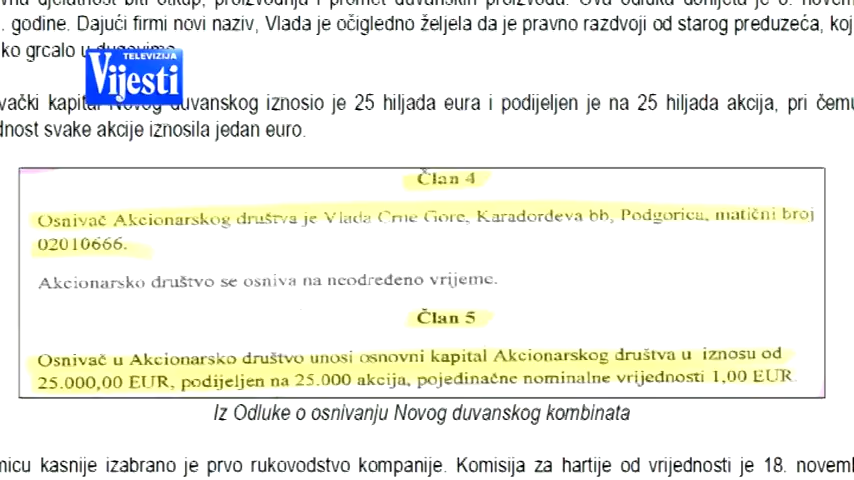 djelatnost biti otkup, proizvodnja i promet duvanskih proizvoda. Ova odluka donijeta je 6.
. godine. Dajući firmi novi naziv, Vlada je očigledno željela da je pravno razdvoji od starog preduzeća, koj
ko grcalo u dugovima.
TELEVIZIJA
Vijesti
vački kapital Novog duvanskog iznosio je 25 hiljada eura i podijeljen je na 25 hiljada akcija, pri čemu
dnost svake akcije iznosila jedan euro.
Član 4
Osnivač Akcionarskog društva je Vlada Crne Gore, Karađorđeva bb, Podgorica, matični broj
02010666.
Akcionarsko društvo se osniva na neodređeno vrijeme.
Član 5
Osnivač u Akcionarsko društvo unosi osnovni kapital Akcionarskog društva u iznosu od
25.000,00 EUR, podijeljen na 25.000 akcija, pojedinačne nominalne vrijednosti 1,00 EUR
Iz Odluke o osnivanju Novog duvanskog kombinata
micu kasnije izabrano je prvo rukovodstvo kompanije. Komisija za hartije od vrijednosti je 18. novemb